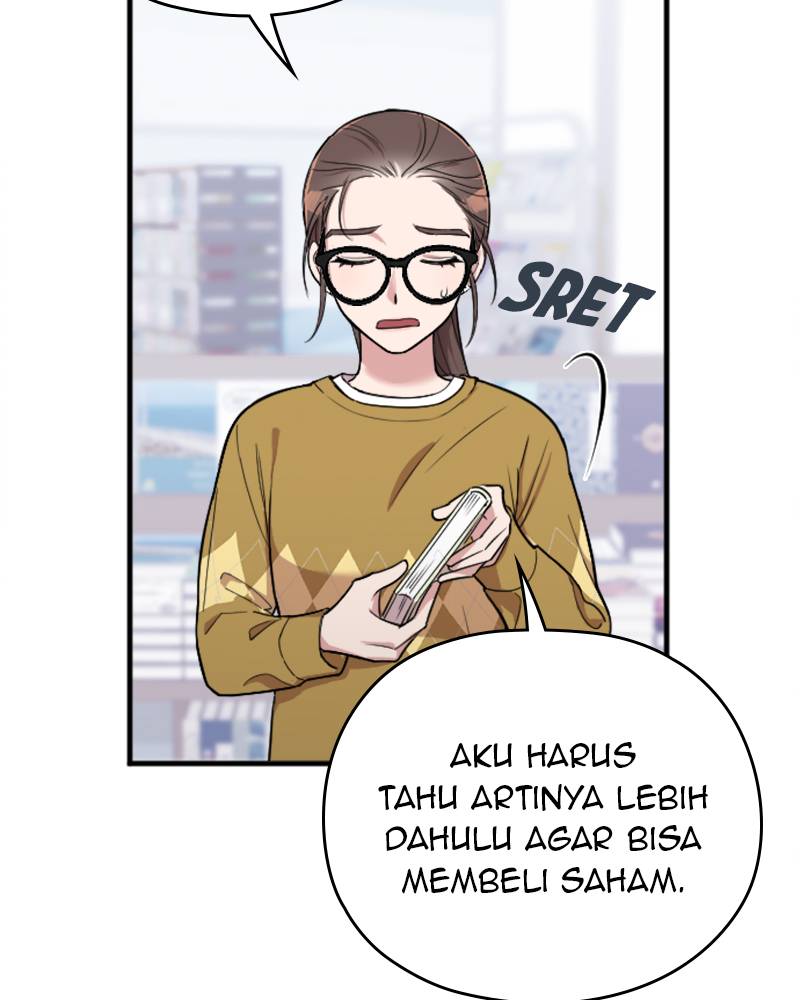 SRET
AKU HARUS
TAHU ARTINYA LEBIH
DAHULU AGAR BISA
MEMBELI SAHAM.